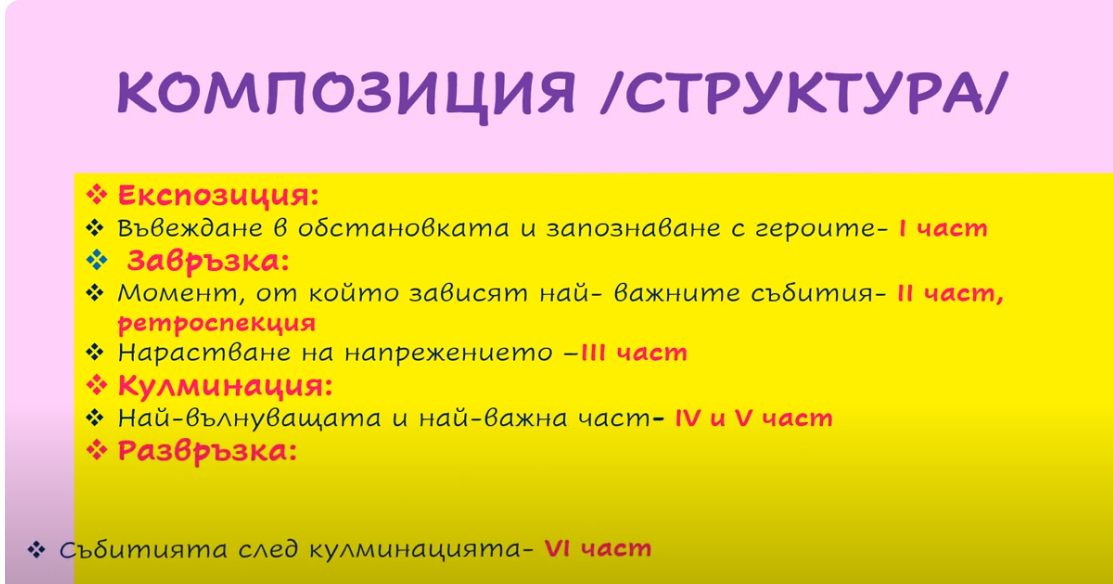 КОМПОЗИЦИЯ /СТРУКТУРА/
Експозиция:
Въвеждане в обстановката и запознаване с героите- I част
Завръзка:
Момент, от който зависят най- важните събития- II част,
ретроспекция
Нарастване на напрежението –III част
Кулминация:
Най-вълнуващата и най-важна част- IV и V част
Развръзка:
Събитията след кулминацията- VI част